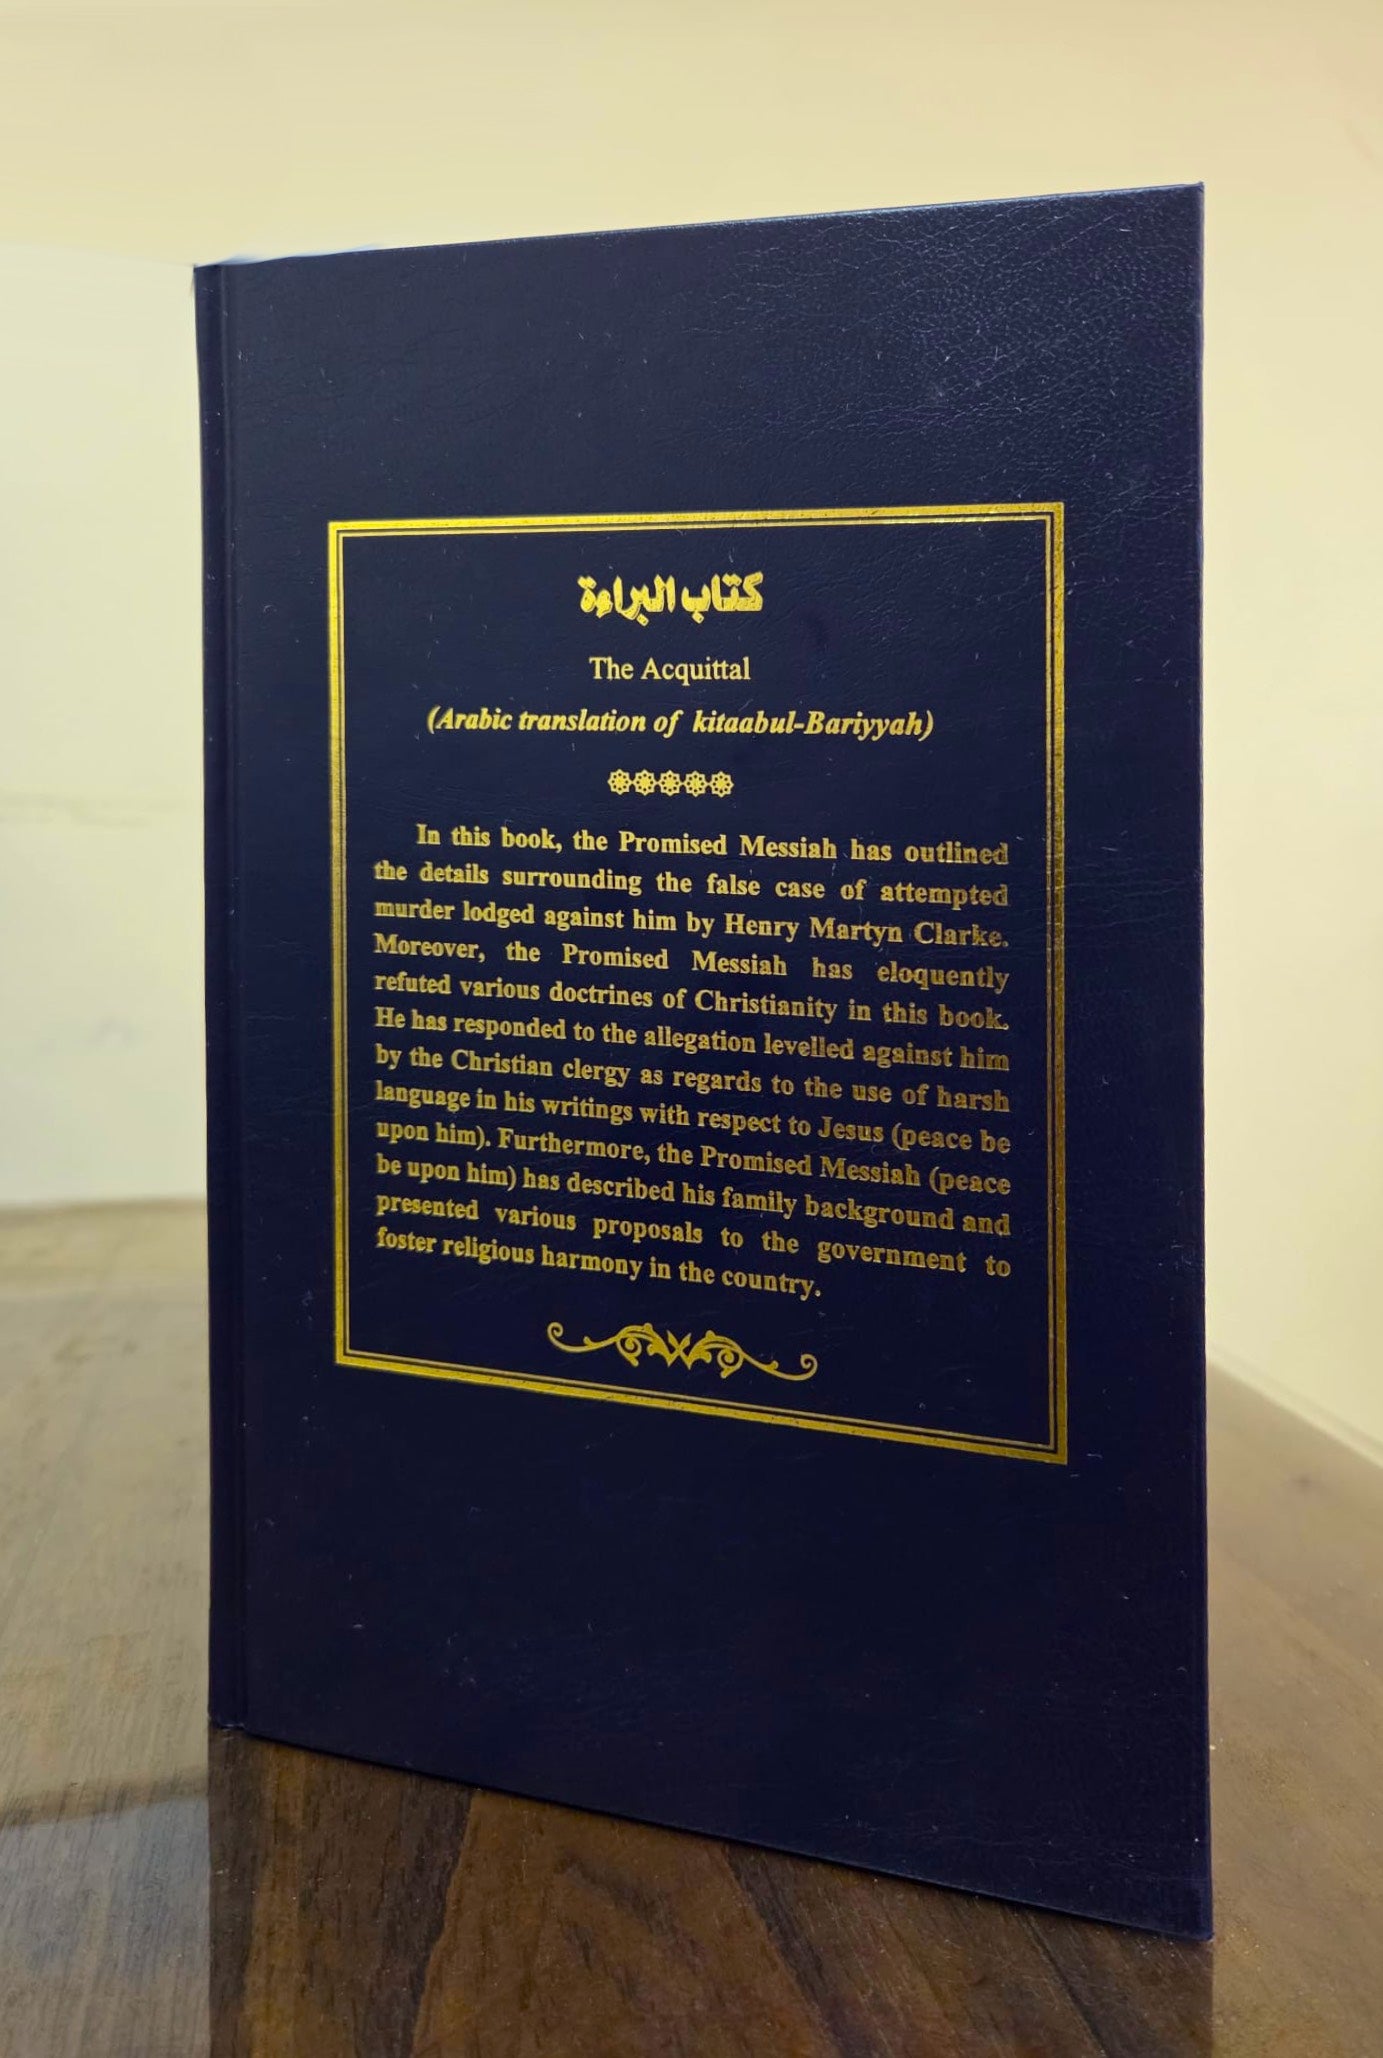 كتاب البراءة
The Acquittal
(Arabic translation of kitaabul-Bariyyah)
In this book, the Promised Messiah has outlined
the details surrounding the false case of attempted
murder lodged against him by Henry Martyn Clarke.
Moreover, the Promised Messiah has eloquently
refuted various doctrines of Christianity in this book.
He has responded to the allegation levelled against him
by the Christian clergy as regards to the use of harsh
language in his writings with respect to Jesus (peace be
upon him). Furthermore, the Promised Messiah (peace
be upon him) has described his family background and
presented various proposals to the government to
foster religious harmony in the country.